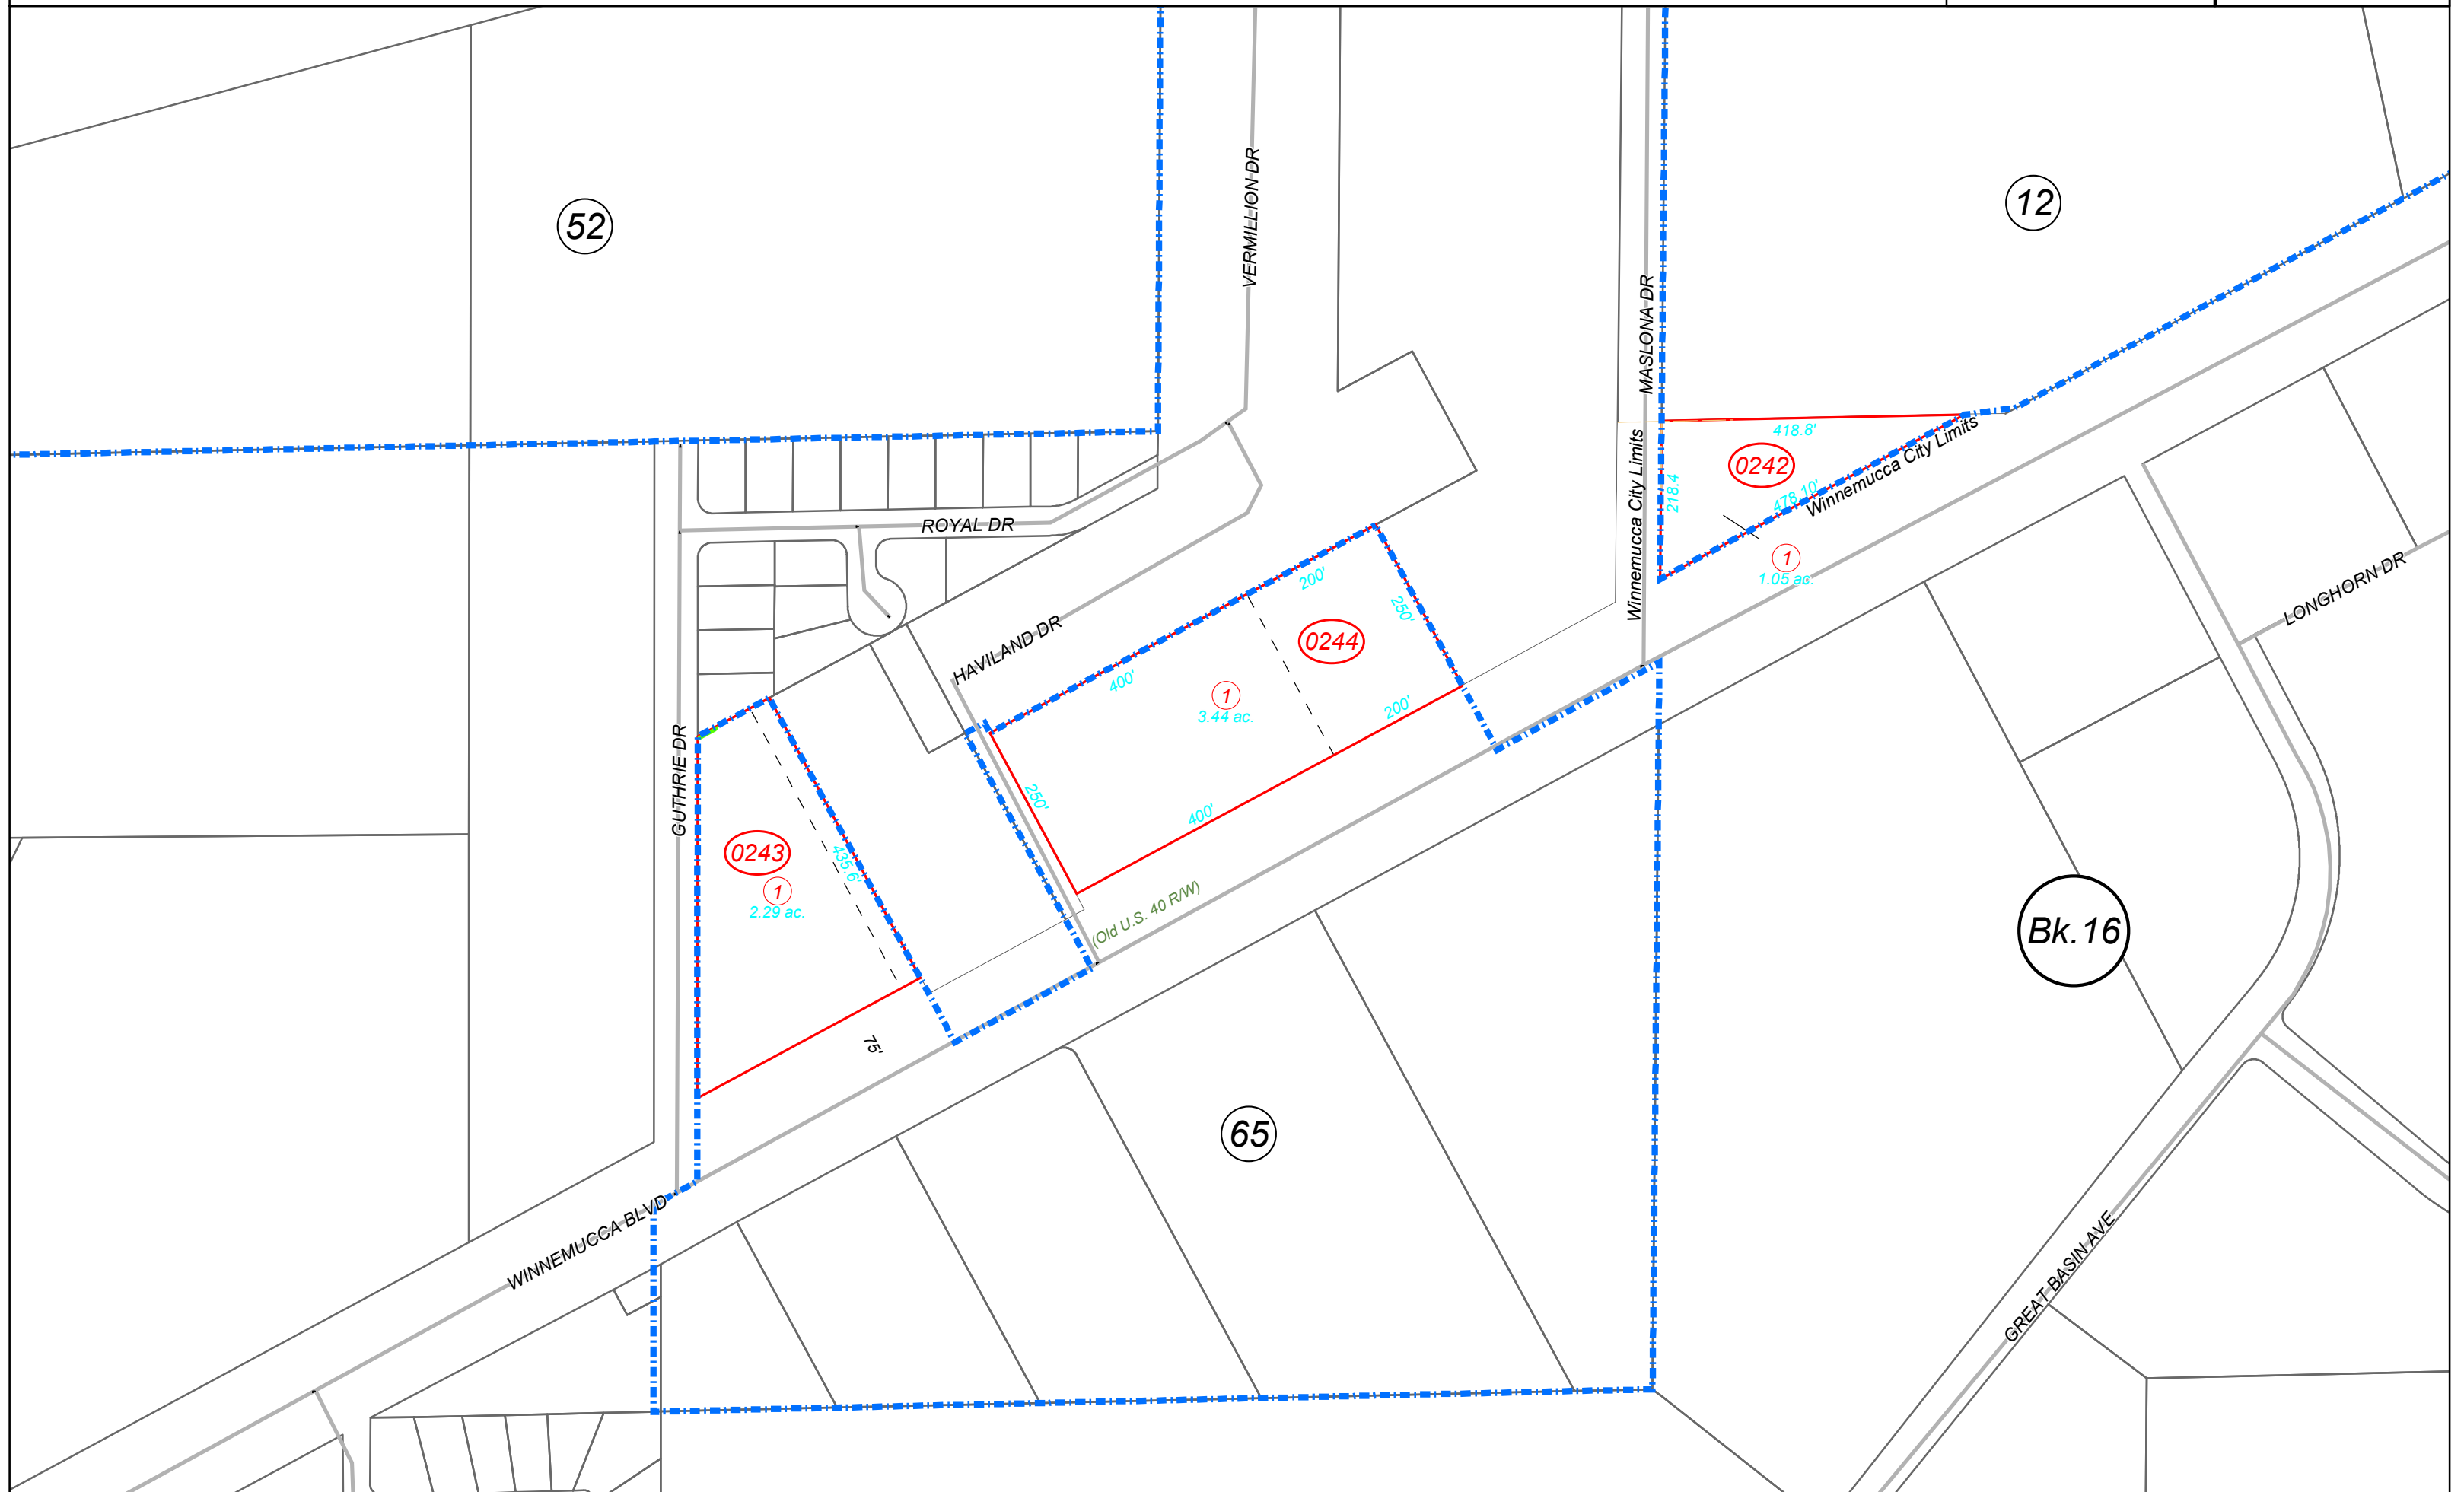 52
12
VERMILLION DR
MASLONA DR
418.8'
0242
Winnemucca City Limits
218.4
478.10'
Winnemucca City Limits
1
1.05 ac.
ROYAL DR
LONGHORN DR
200'
250'
0244
HAVILAND DR
400'
1
3.44 ac.
200'
GUTHRIE DR
250'
400'
0243
435.6'
1
2.29 ac.
(Old U.S. 40 R/W)
Bk.16
75'
65
WINNEMUCCA BLVD
GREAT BASIN AVE